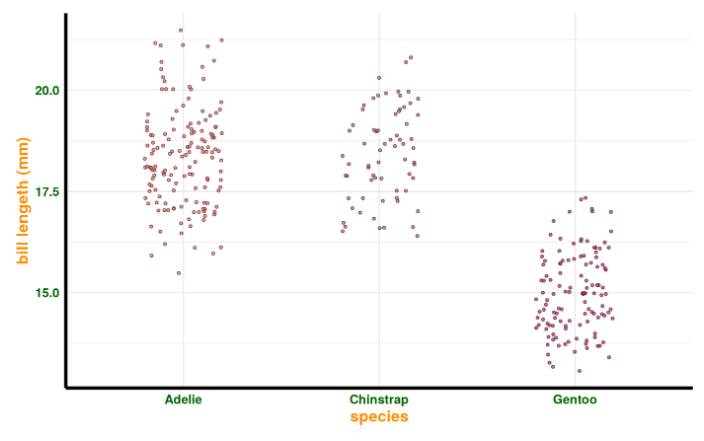 20.0
17.5
15.0
bill lengeth (mm)
Adelie
Chinstrap
Gentoo
species